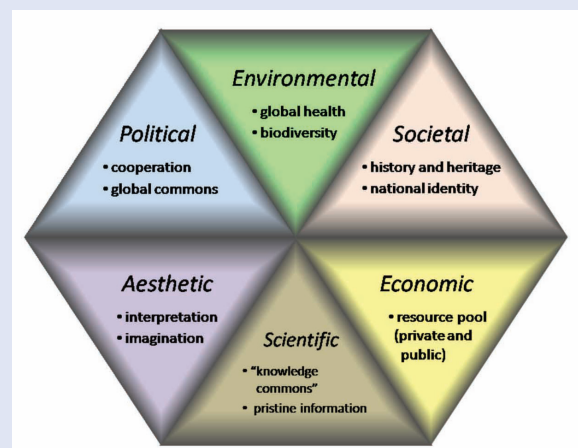 Environmental
• global health
• biodiversity
Political
• cooperation
• global commons
Societal
• history and heritage
• national identity
Aesthetic
• interpretation
• imagination
Scientific
• “knowledge
commons”
• pristine information
Economic
• resource pool
(private and
public)